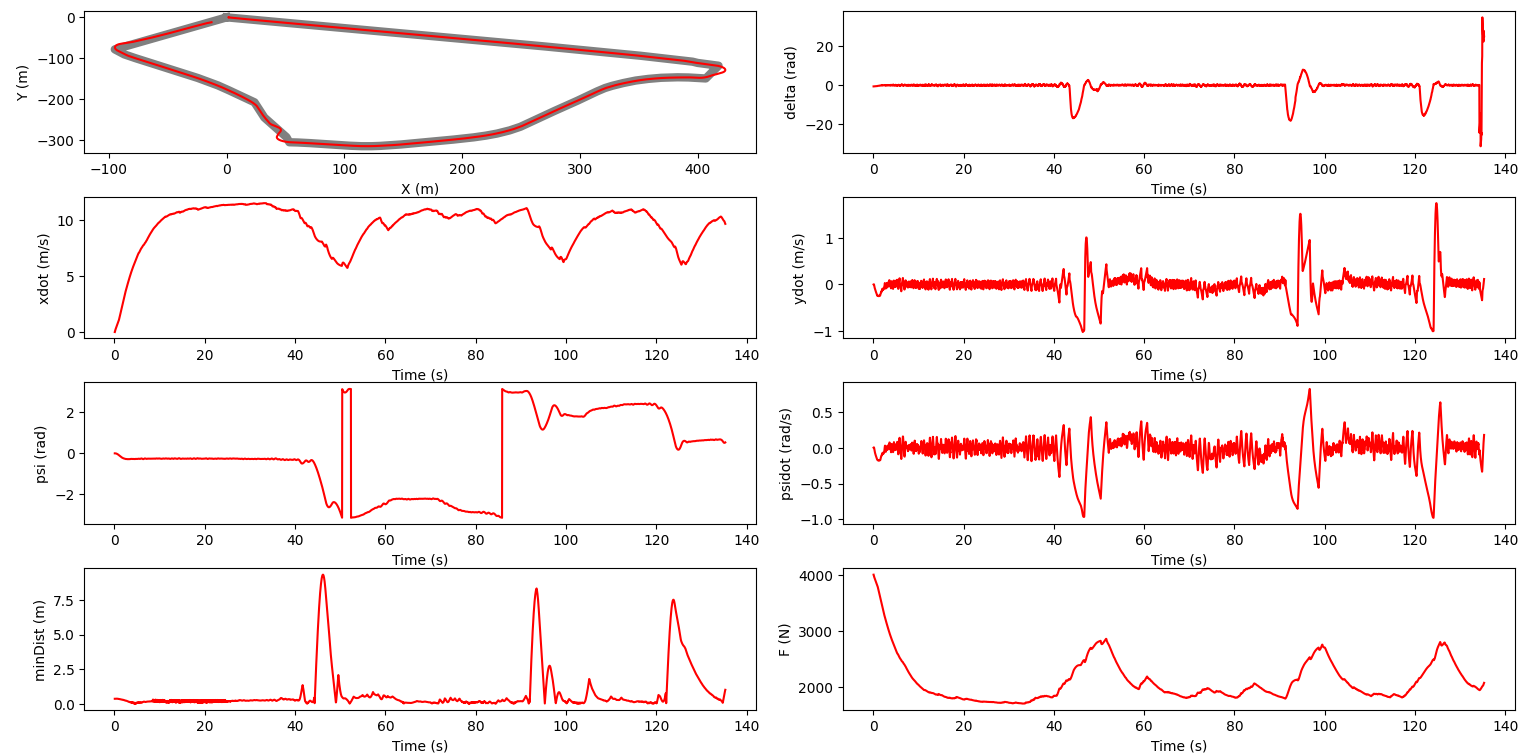 0
−100
−200
−300
Y (m)
−100 0 100 200 300 400
X (m)
20
0
−20
delta (rad)
0 20 40 60 80 100 120 140
Time (s)
10
5
0
xdot (m/s)
0 20 40 60 80 100 120 140
Time (s)
1
0
−1
ydot (m/s)
0 20 40 60 80 100 120 140
Time (s)
2
0
−2
psi (rad)
0 20 40 60 80 100 120 140
Time (s)
0.5
0.0
−0.5
−1.0
psidot (rad/s)
0 20 40 60 80 100 120 140
Time (s)
7.5
5.0
2.5
0.0
minDist (m)
0 20 40 60 80 100 120 140
Time (s)
4000
3000
2000
F (N)
0 20 40 60 80 100 120 140
Time (s)